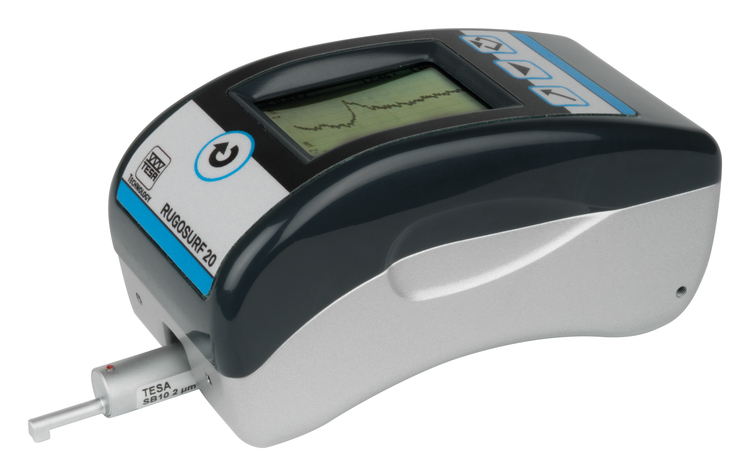 TESA
TECHNOLOGY
RUGOSURF 20
TESA
SB10 2 µm